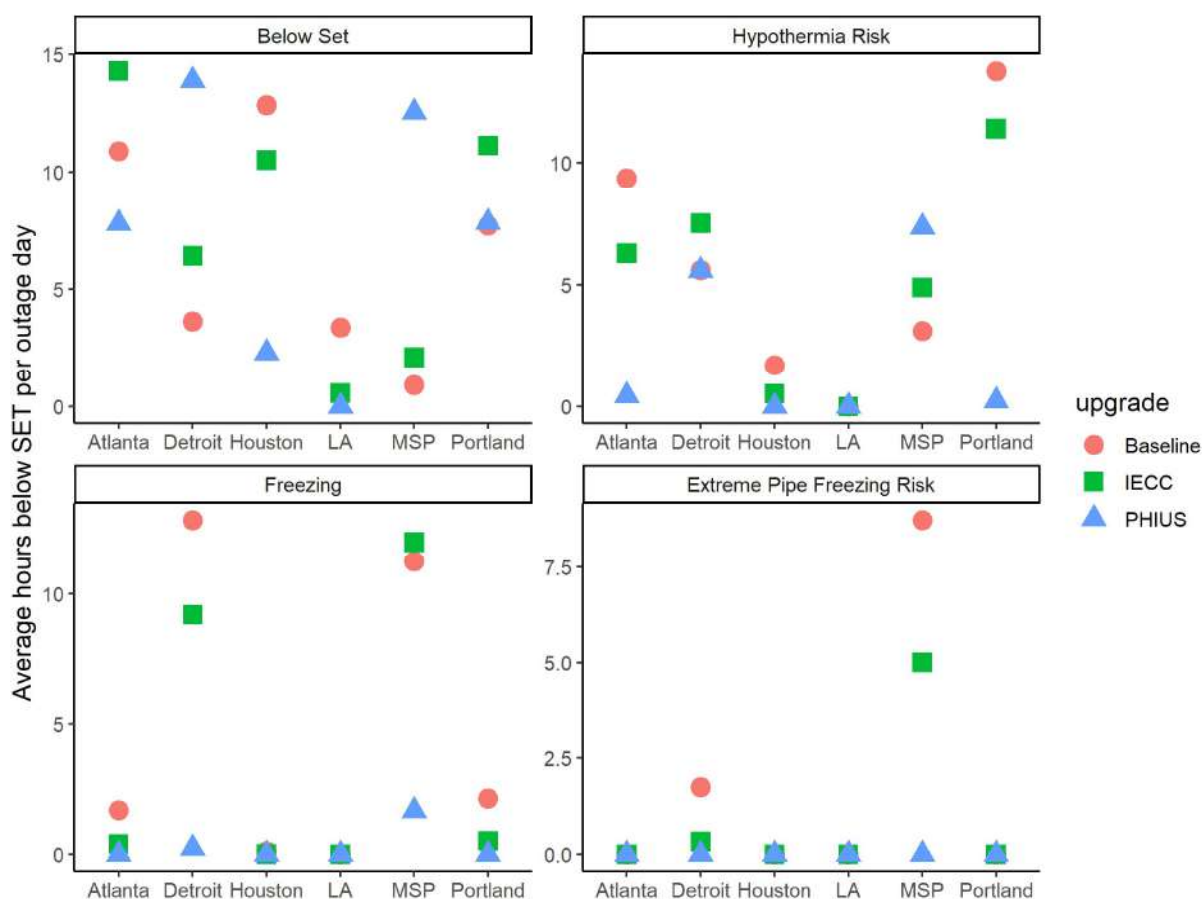 Below Set
Hypothermia Risk
15
10
5
0
Atlanta Detroit Houston LA MSP Portland
10
5
0
Atlanta Detroit Houston LA MSP Portland
Average hours below SET per outage day
Freezing
Extreme Pipe Freezing Risk
10
5
0
Atlanta Detroit Houston LA MSP Portland
7.5
5.0
2.5
0.0
Atlanta Detroit Houston LA MSP Portland
upgrade
Baseline
IECC
PHIUS